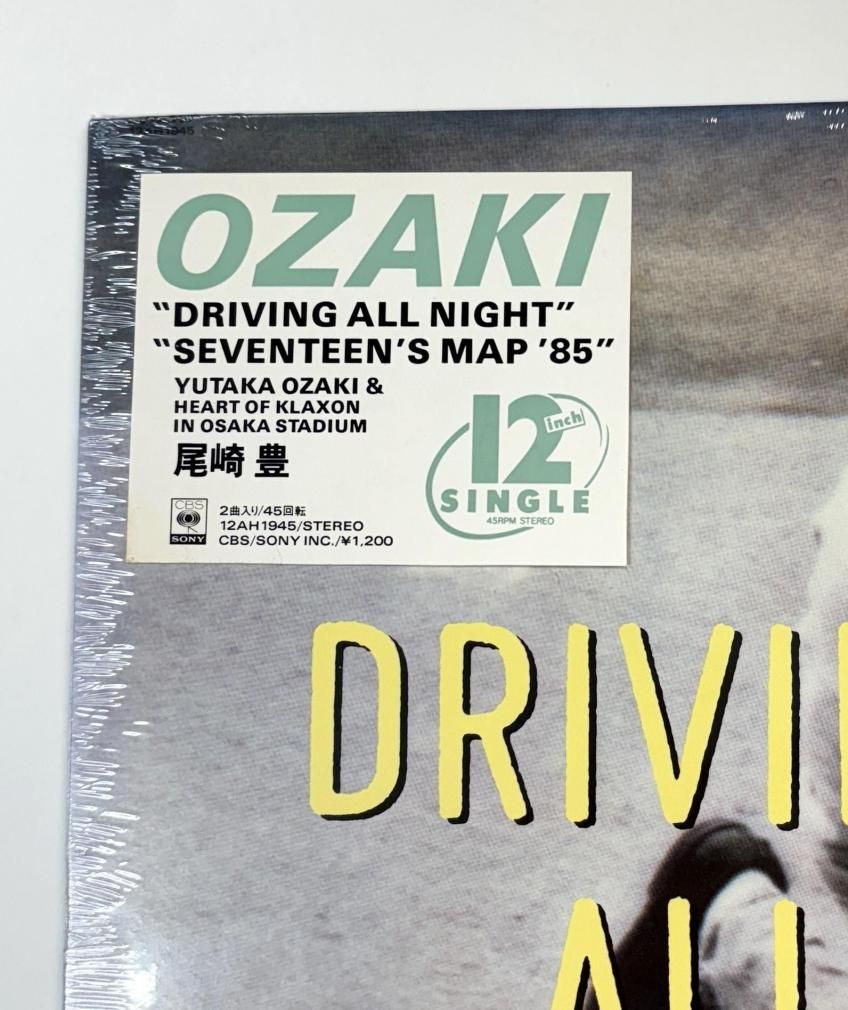 12AH1945
OZAKI
“DRIVING ALL NIGHT”
“SEVENTEEN'S MAP '85”
YUTAKA OZAKI &
HEART OF KLAXON
IN OSAKA STADIUM
尾崎 豊
12 inch
SINGLE
45RPM STEREO
CBS
SONY
2曲入り/45回転
12AH1945/STEREO
CBS/SONY INC./¥1,200
DRIVI
ALL